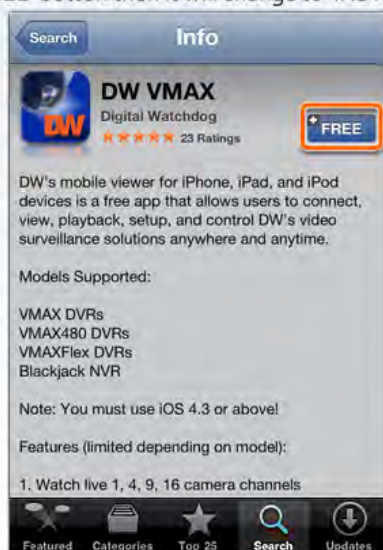 Search
Info
DW VMAX
Digital Watchdog
23 Ratings
FREE
DW
DW's mobile viewer for iPhone, iPad, and iPod
devices is a free app that allows users to connect,
view, playback, setup, and control DW's video
surveillance solutions anywhere and anytime.
Models Supported:
VMAX DVRs
VMAX480 DVRs
VMAXFlex DVRs
Blackjack NVR
Note: You must use iOS 4.3 or above!
Features (limited depending on model):
1. Watch live 1, 4, 9, 16 camera channels
Featured Categories Top 25 Search Updates